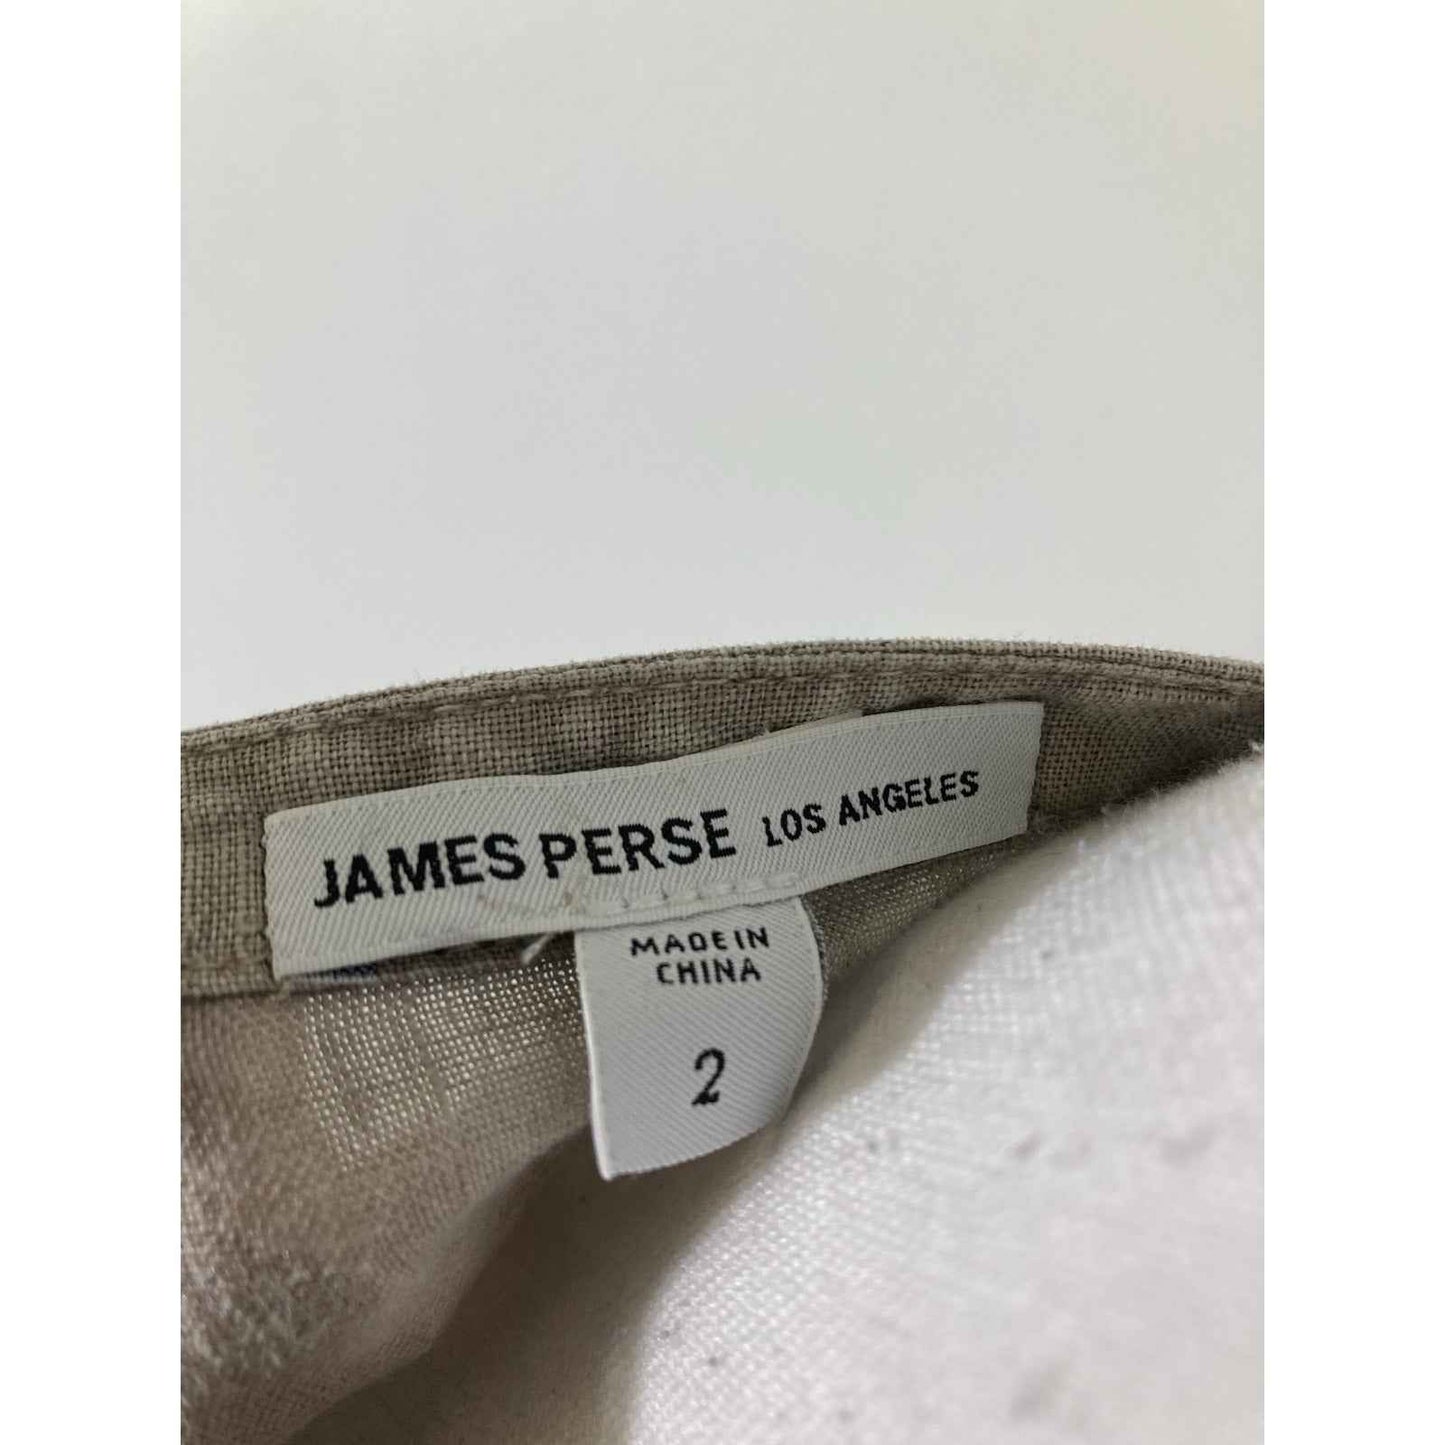 JAMES PERSE LOS ANGELES
MADE IN
CHINA
2